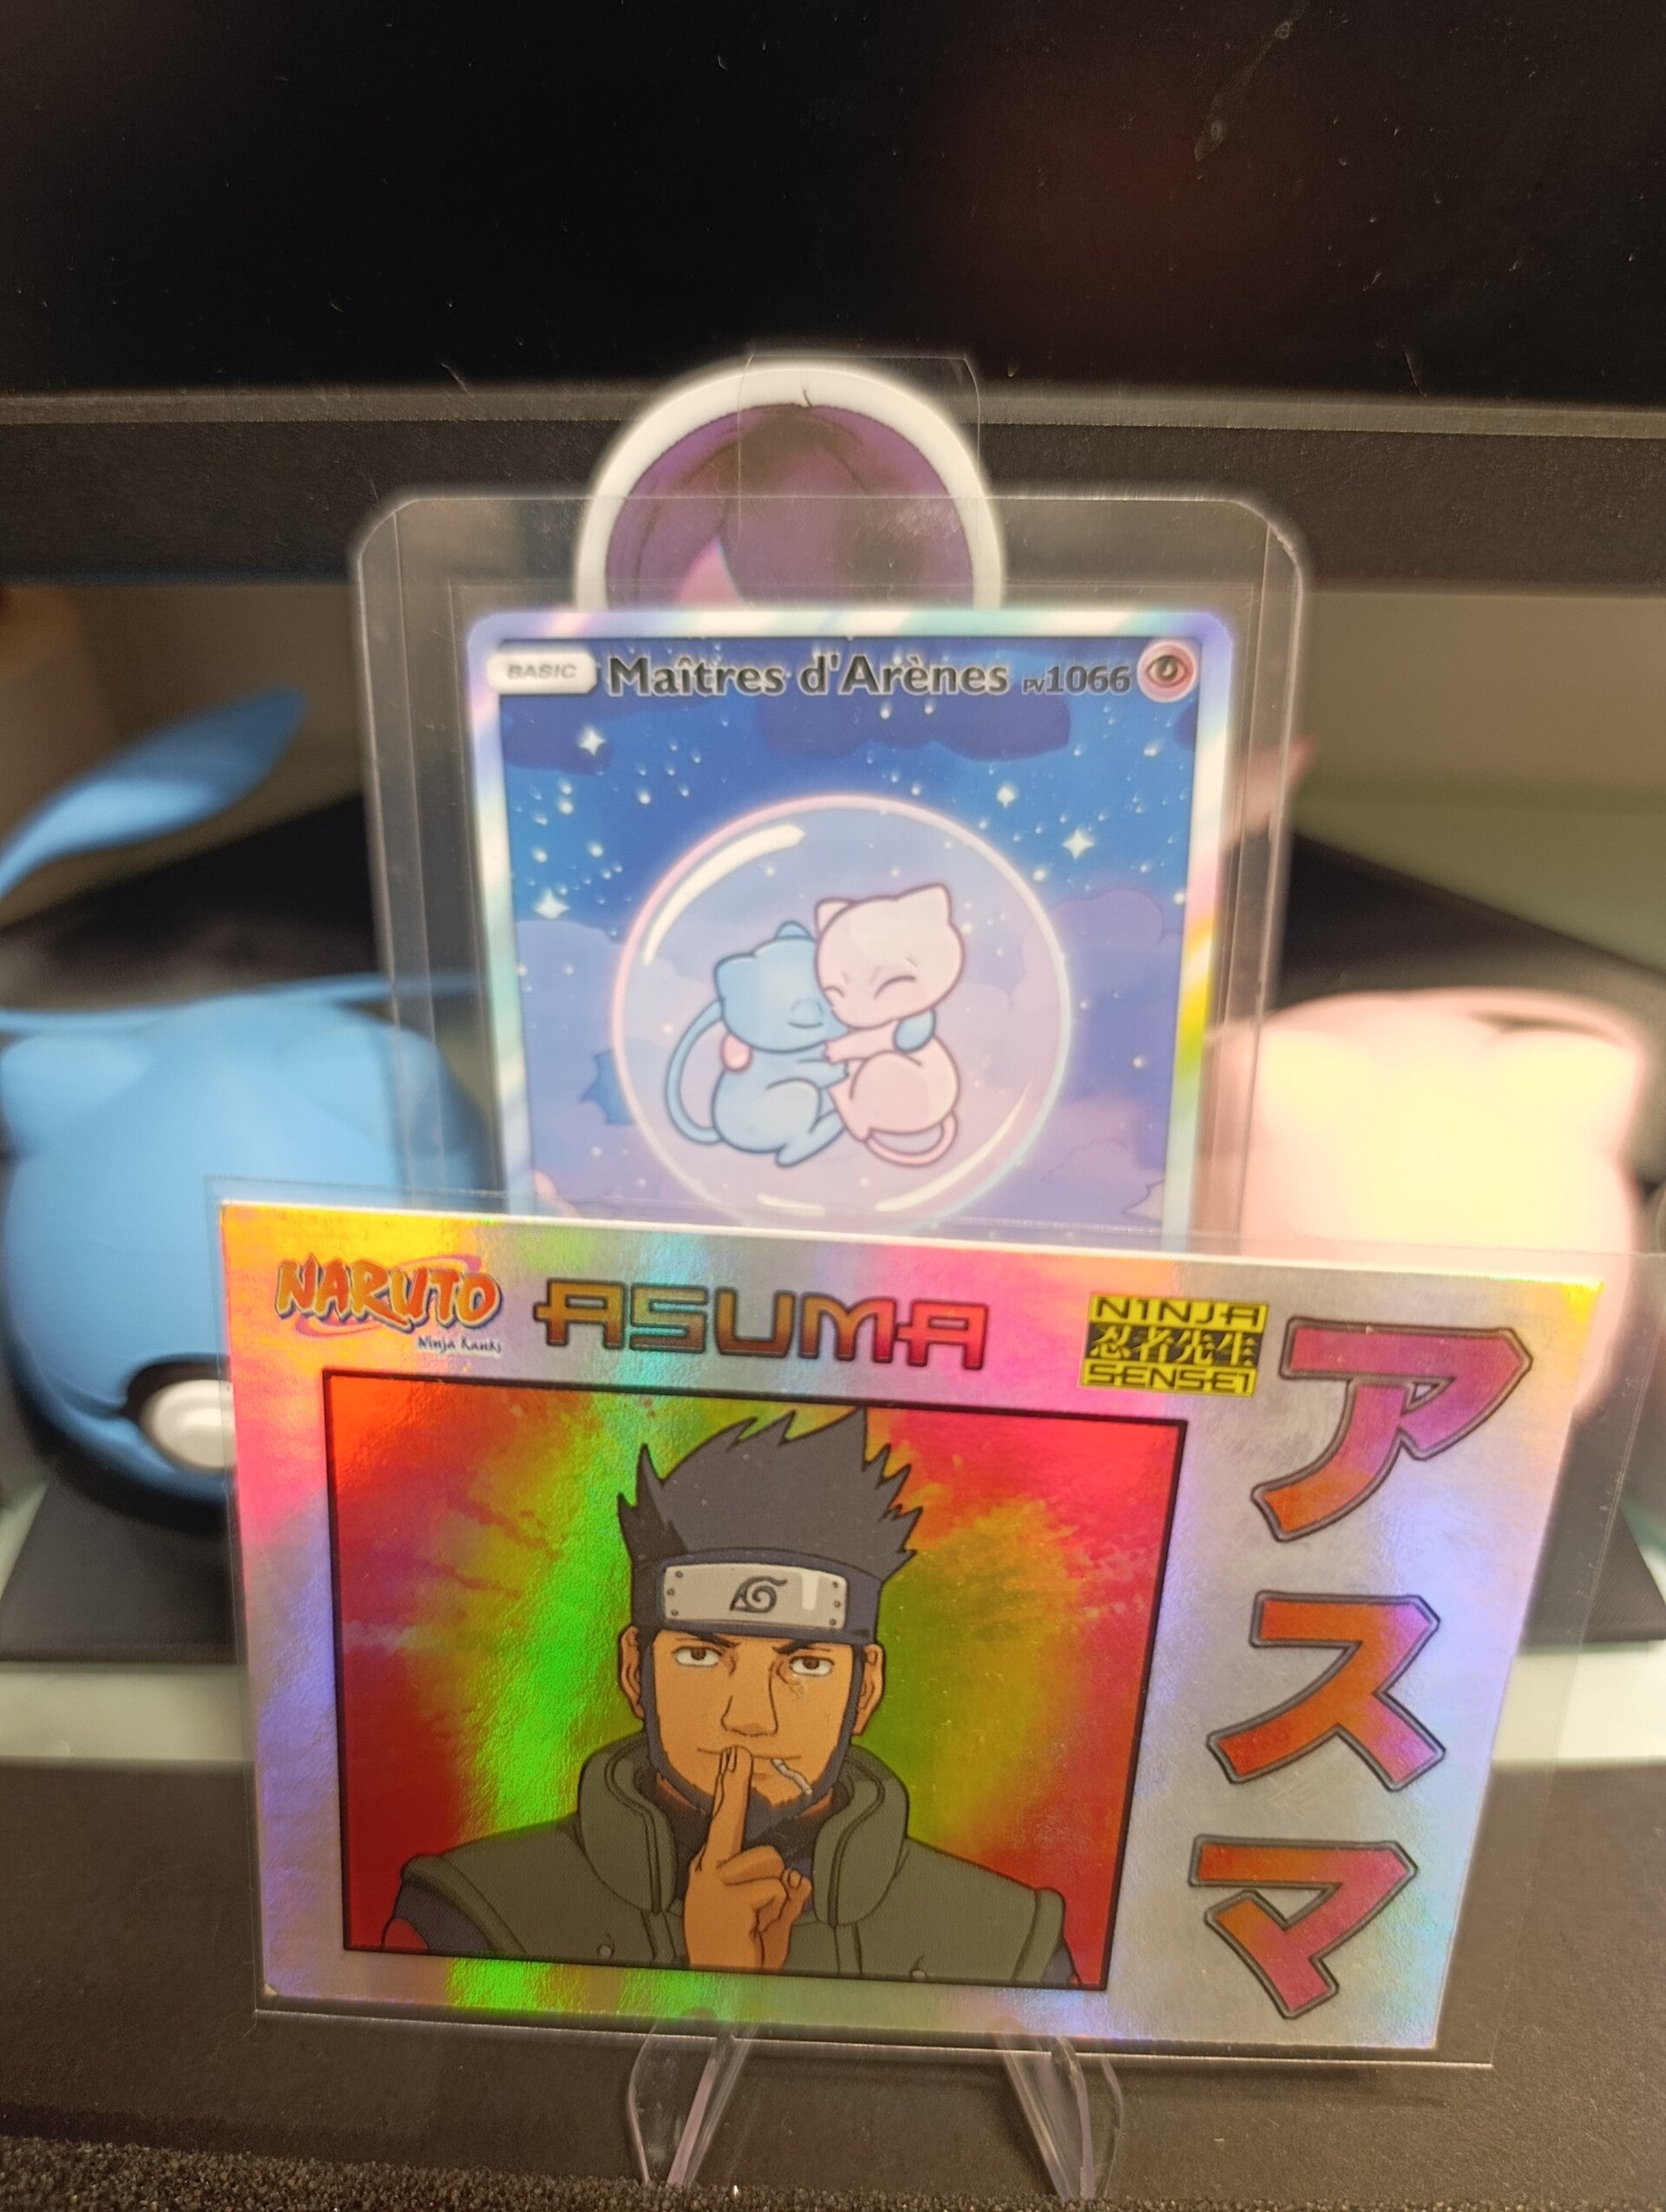 BASIC Maîtres d'Arènes PV1066
NARUTO
Ninja Ranks
ASUMA
NINJA
忍者先生
SENSEI
アスマ